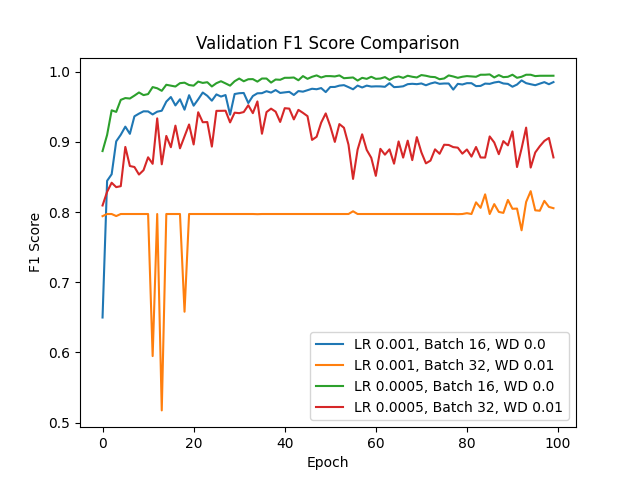 Validation F1 Score Comparison
1.0
0.9
0.8
0.7
0.6
0.5
F1 Score
LR 0.001, Batch 16, WD 0.0
LR 0.001, Batch 32, WD 0.01
LR 0.0005, Batch 16, WD 0.0
LR 0.0005, Batch 32, WD 0.01
0 20 40 60 80 100
Epoch